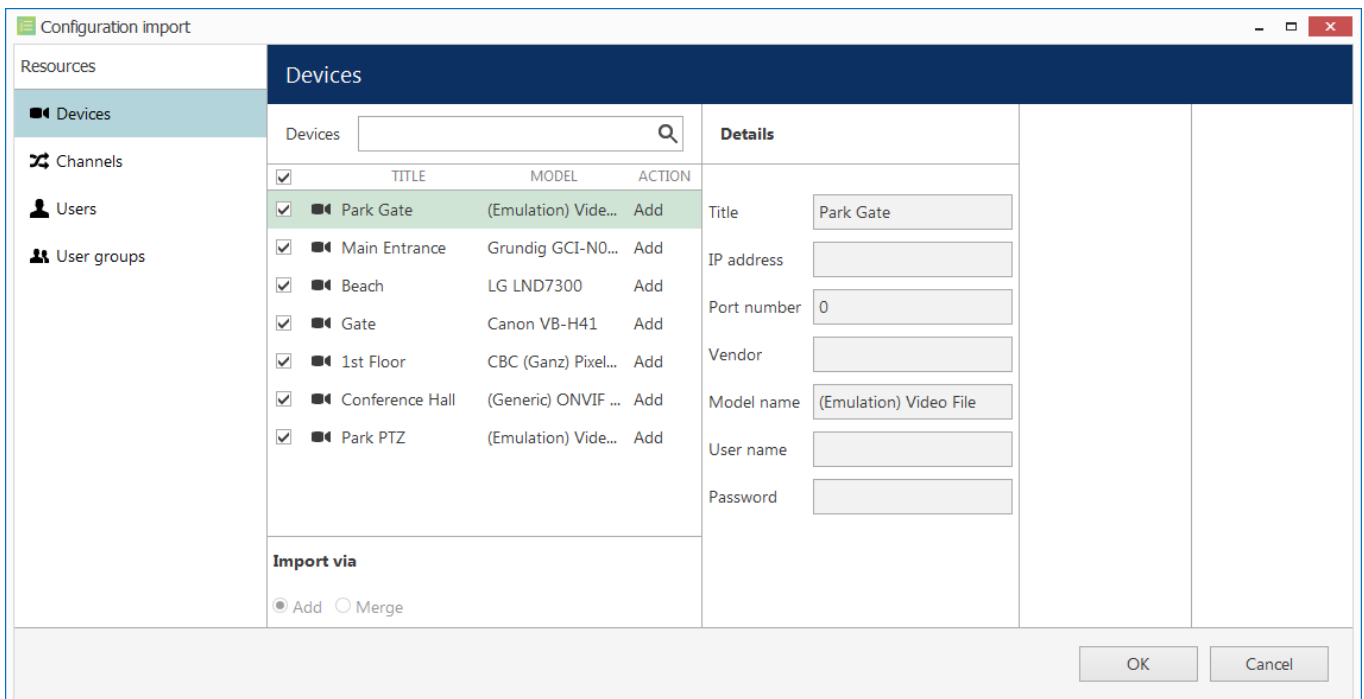 Configuration import
Resources
Devices
Channels
Users
User groups
Devices
Devices
TITLE MODEL ACTION
Park Gate (Emulation) Vide... Add
Main Entrance Grundig GCI-N0... Add
Beach LG LND7300 Add
Gate Canon VB-H41 Add
1st Floor CBC (Ganz) Pixel... Add
Conference Hall (Generic) ONVIF ... Add
Park PTZ (Emulation) Vide... Add
Import via
Add Merge
Details
Title Park Gate
IP address
Port number 0
Vendor
Model name (Emulation) Video File
User name
Password
OK Cancel